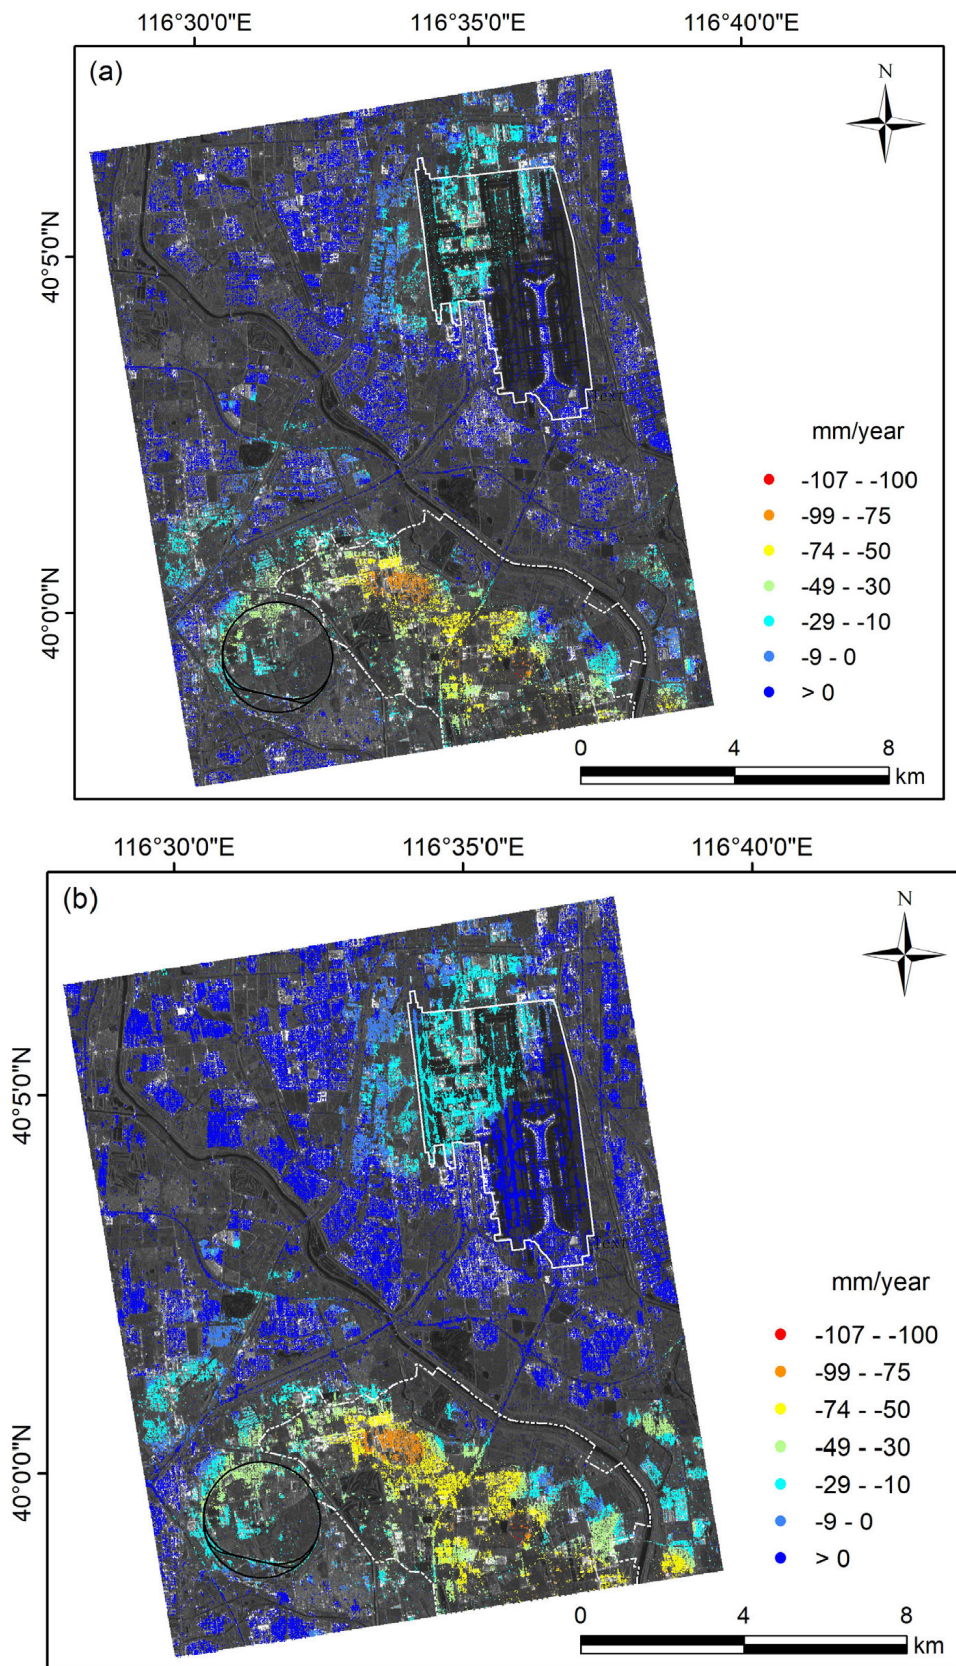 116°30'0"E 116°35'0"E 116°40'0"E
(a)
N
40°5'0"N
Text
mm/year
-107 - -100
-99 - -75
-74 - -50
-49 - -30
-29 - -10
-9 - 0
> 0
40°0'0"N
0 4 8
km
116°30'0"E 116°35'0"E 116°40'0"E
(b)
N
40°5'0"N
Text
mm/year
-107 - -100
-99 - -75
-74 - -50
-49 - -30
-29 - -10
-9 - 0
> 0
40°0'0"N
0 4 8
km